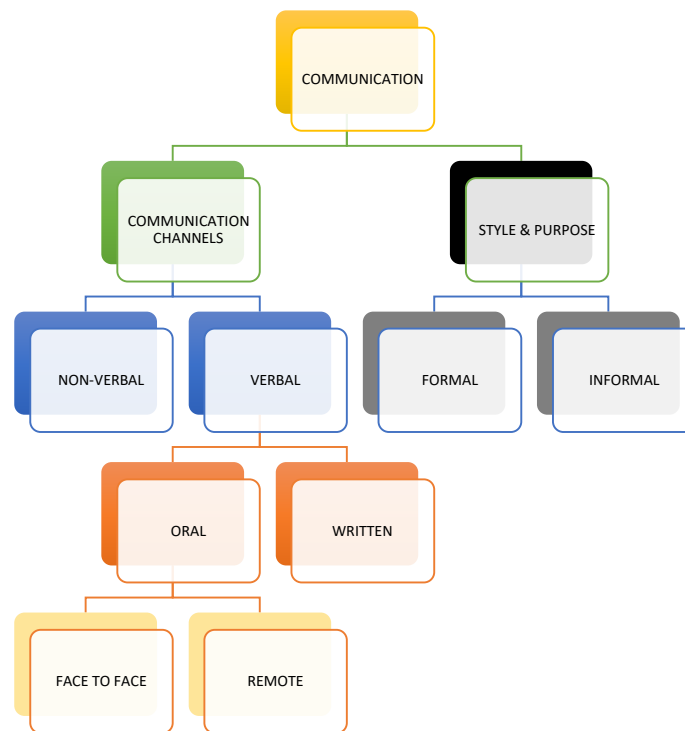 COMMUNICATION
COMMUNICATION
CHANNELS
STYLE & PURPOSE
NON-VERBAL
VERBAL
FORMAL
INFORMAL
ORAL
WRITTEN
FACE TO FACE
REMOTE